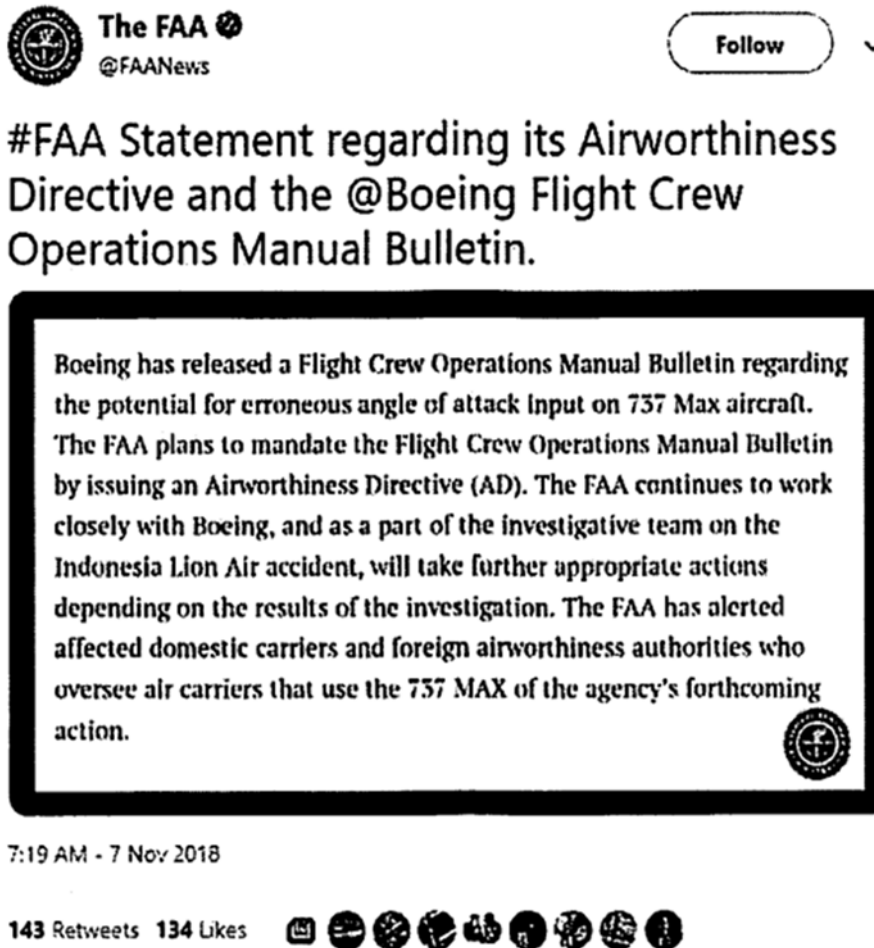 The FAA
@FAANews
Follow
#FAA Statement regarding its Airworthiness
Directive and the @Boeing Flight Crew
Operations Manual Bulletin.
Boeing has released a Flight Crew Operations Manual Bulletin regarding
the potential for erroneous angle of attack input on 737 Max aircraft.
The FAA plans to mandate the Flight Crew Operations Manual Bulletin
by issuing an Airworthiness Directive (AD). The FAA continues to work
closely with Boeing, and as a part of the investigative team on the
Indonesia Lion Air accident, will take further appropriate actions
depending on the results of the investigation. The FAA has alerted
affected domestic carriers and foreign airworthiness authorities who
oversee air carriers that use the 737 MAX of the agency's forthcoming
action.
7:19 AM - 7 Nov 2018
143 Retweets 134 Likes